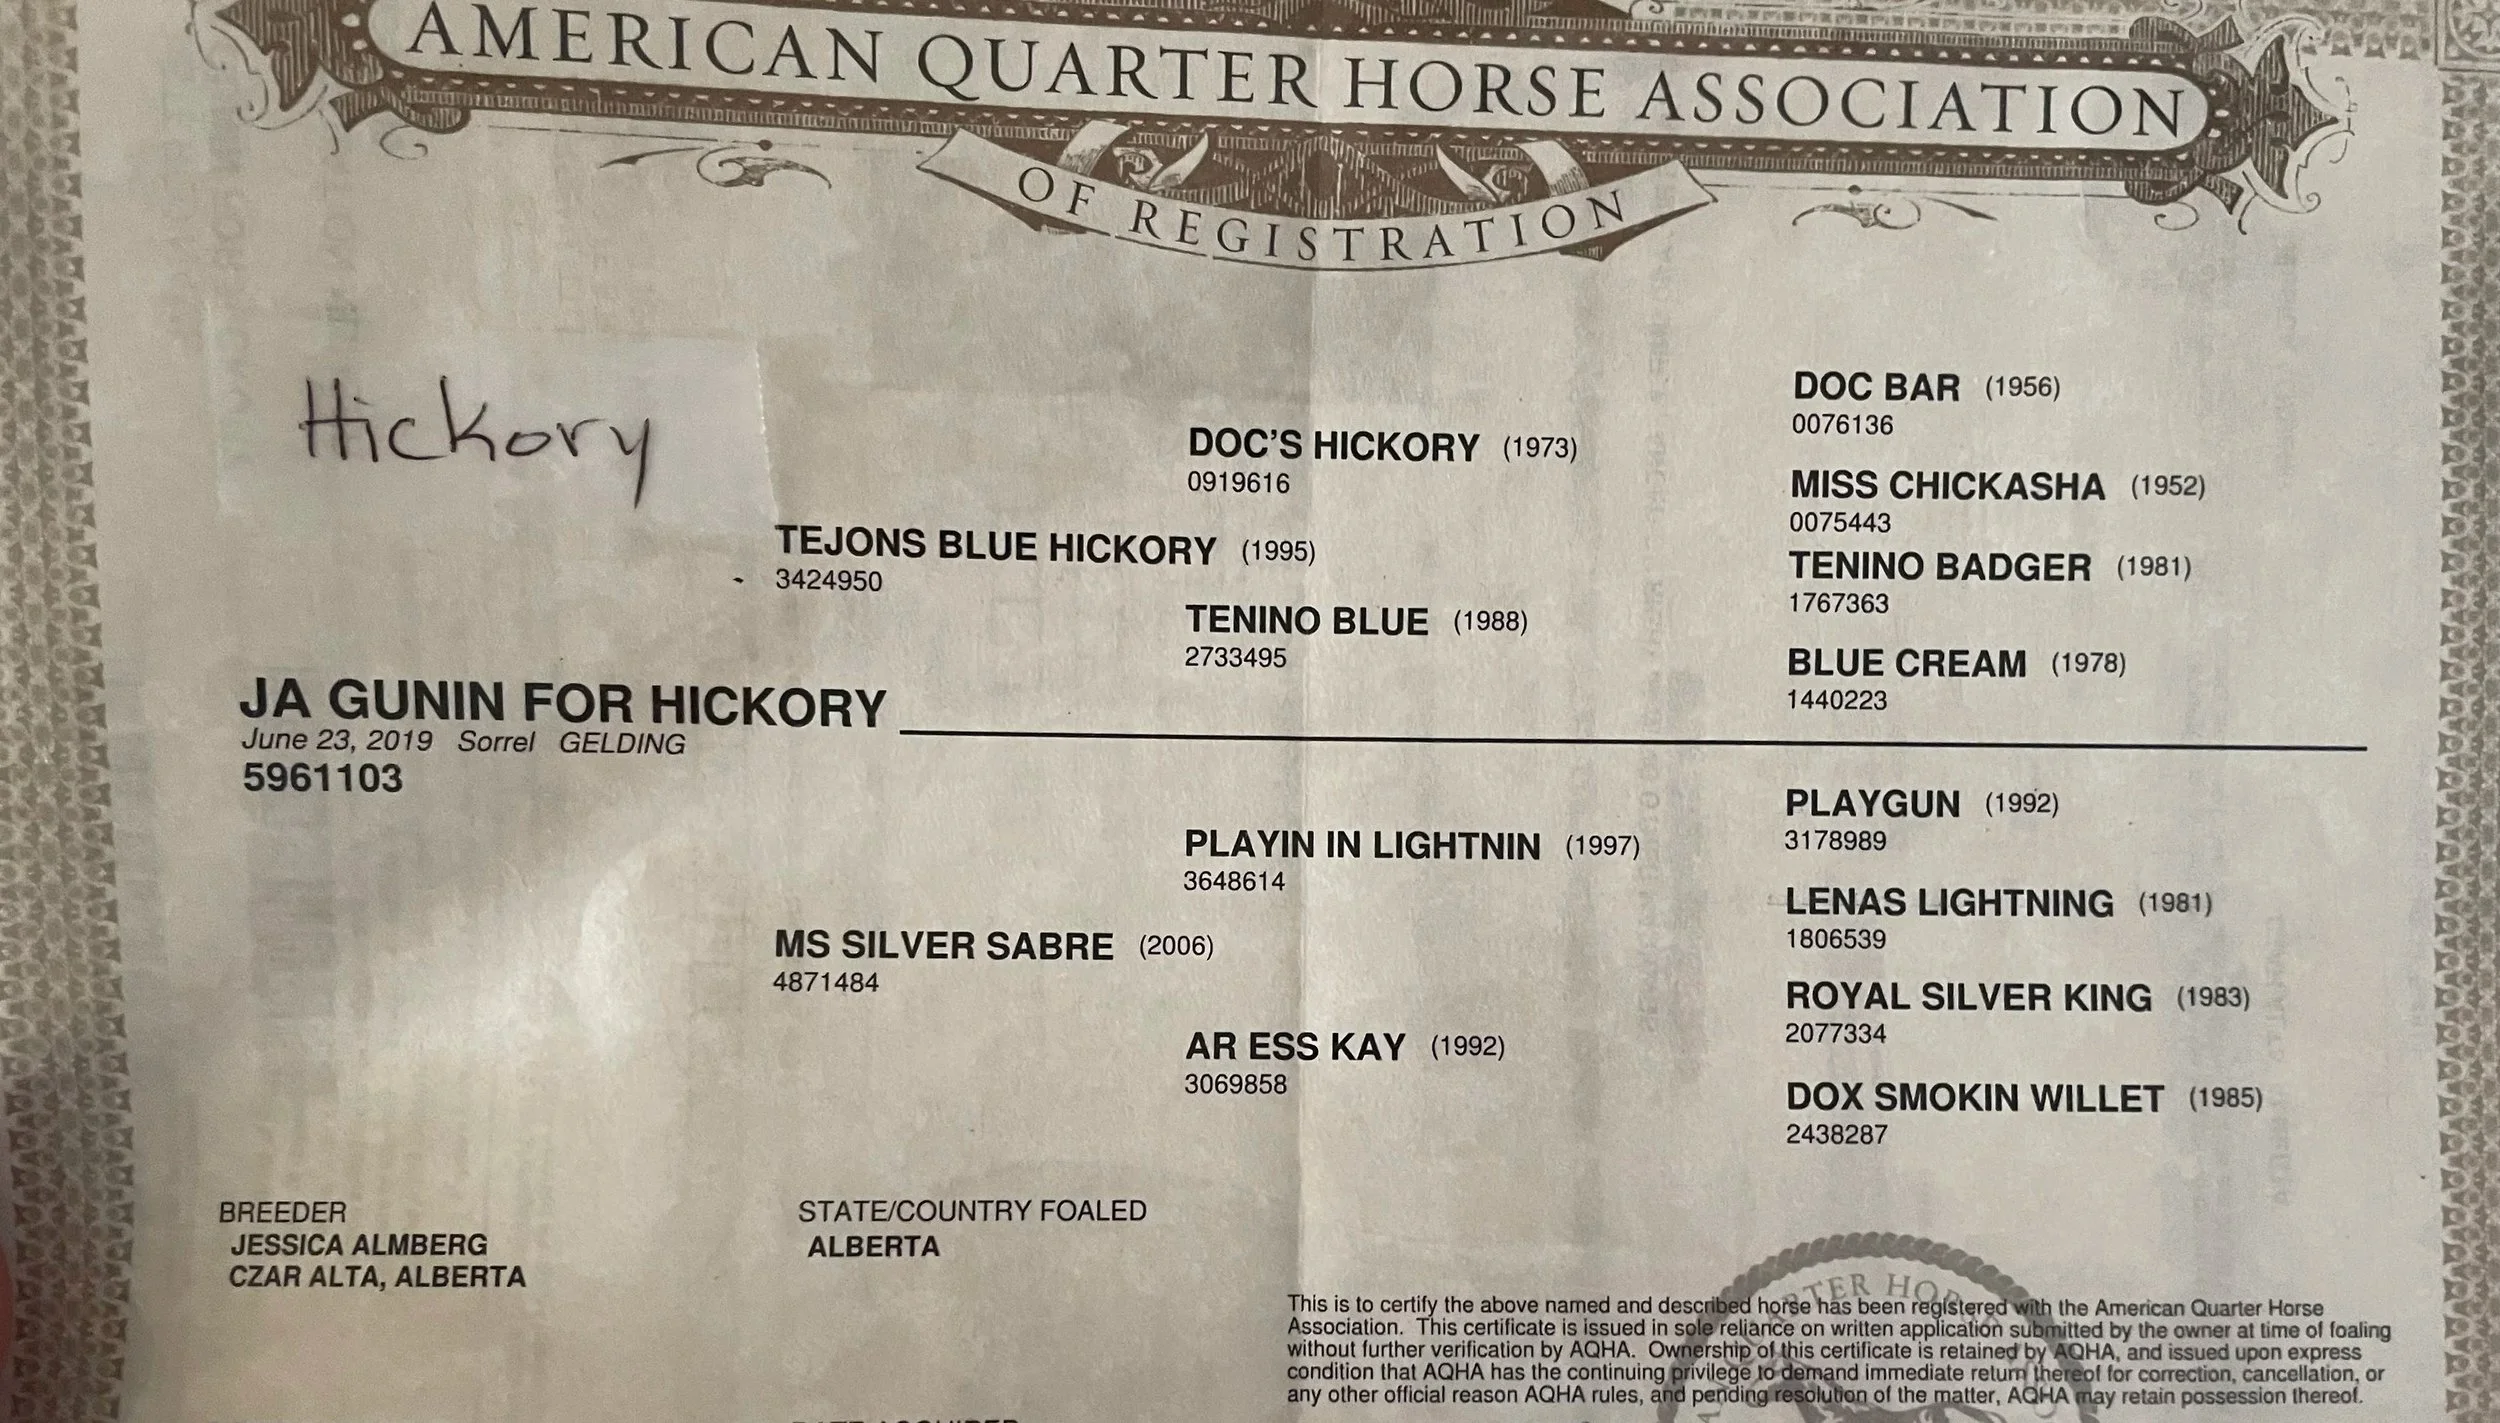 AMERICAN QUARTER HORSE ASSOCIATION
OF REGISTRATION
Hickory
DOC BAR (1956)
0076136
DOC'S HICKORY (1973)
0919616
MISS CHICKASHA (1952)
0075443
TEJONS BLUE HICKORY (1995)
3424950
TENINO BADGER (1981)
1767363
TENINO BLUE (1988)
2733495
BLUE CREAM (1978)
1440223
JA GUNIN FOR HICKORY
June 23, 2019 Sorrel GELDING
5961103
PLAYGUN (1992)
3178989
PLAYIN IN LIGHTNIN (1997)
3648614
LENAS LIGHTNING (1981)
1806539
MS SILVER SABRE (2006)
4871484
ROYAL SILVER KING (1983)
2077334
AR ESS KAY (1992)
3069858
DOX SMOKIN WILLET (1985)
2438287
BREEDER
JESSICA ALMBERG
CZAR ALTA, ALBERTA
STATE/COUNTRY FOALED
ALBERTA
This is to certify the above named and described horse has been registered with the American Quarter Horse
Association. This certificate is issued in sole reliance on written application submitted by the owner at time of foaling
without further verification by AQHA. Ownership of this certificate is retained by AQHA, and issued upon express
condition that AQHA has the continuing privilege to demand immediate return thereof for correction, cancellation, or
any other official reason AQHA rules, and pending resolution of the matter, AQHA may retain possession thereof.